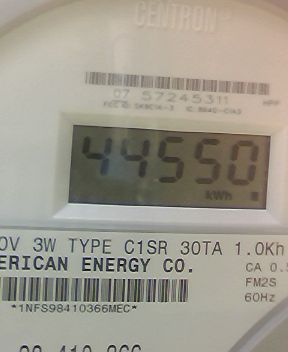 CENTRON
07 57245311
44550
kWh
0V 3W TYPE C1SR 30TA 1.0Kh
ERICAN ENERGY CO.
CA 0.5
FM2S
60Hz
*1NFS98410366MEC*